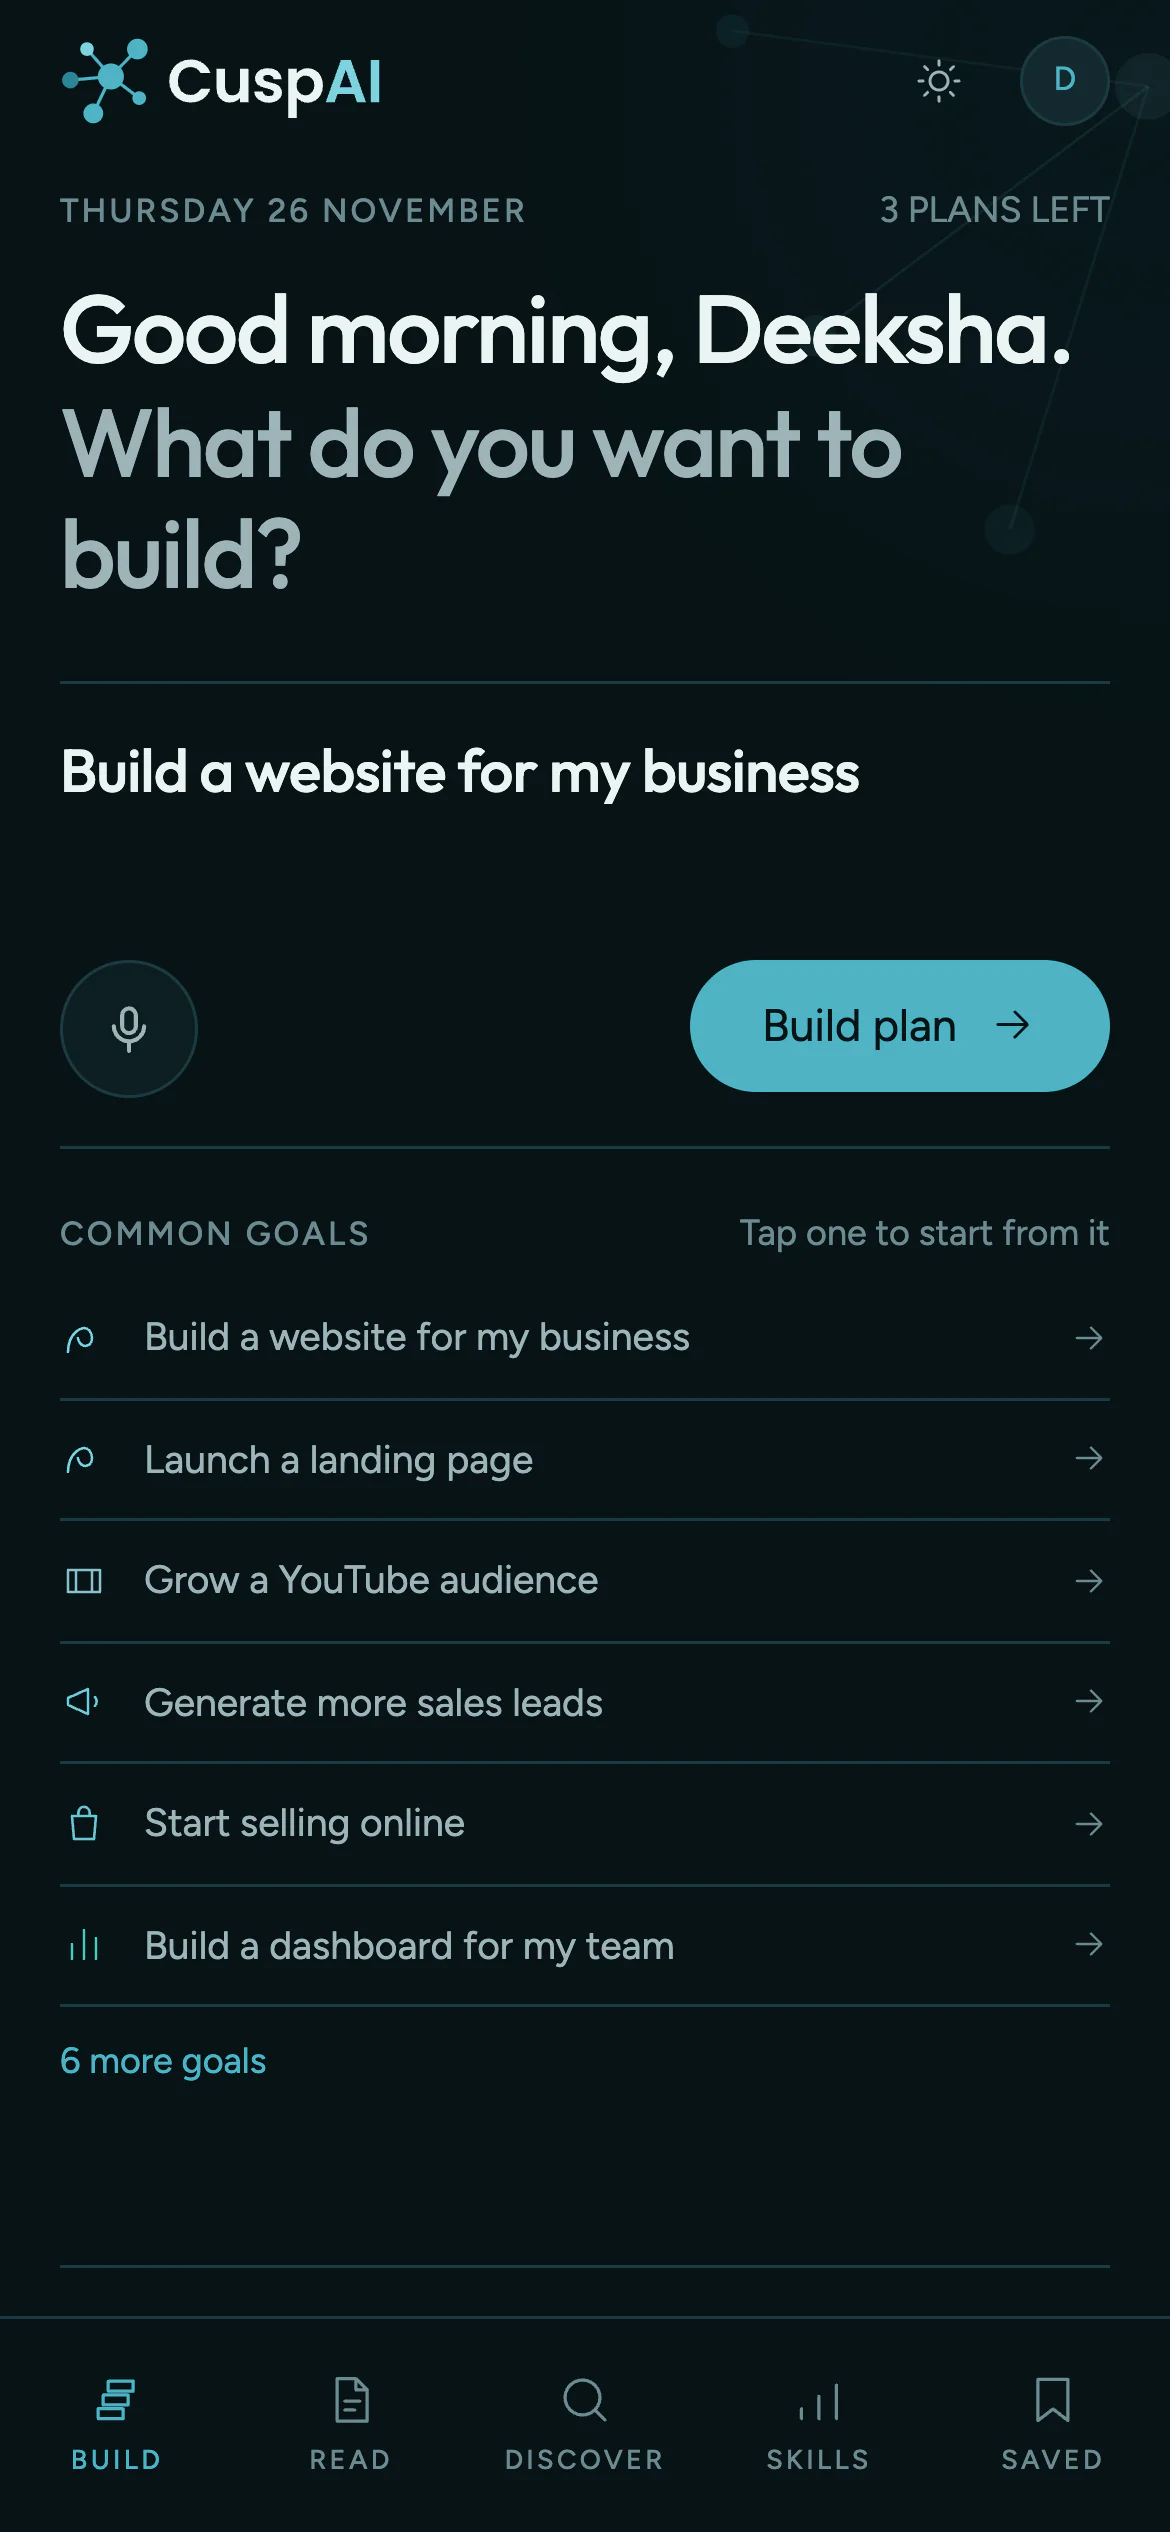 CuspAI
D
THURSDAY 26 NOVEMBER
3 PLANS LEFT
Good morning, Deeksha.
What do you want to
build?
Build a website for my business
Build plan
COMMON GOALS
Tap one to start from it
Build a website for my business
Launch a landing page
Grow a YouTube audience
Generate more sales leads
Start selling online
Build a dashboard for my team
6 more goals
BUILD
READ
DISCOVER
SKILLS
SAVED